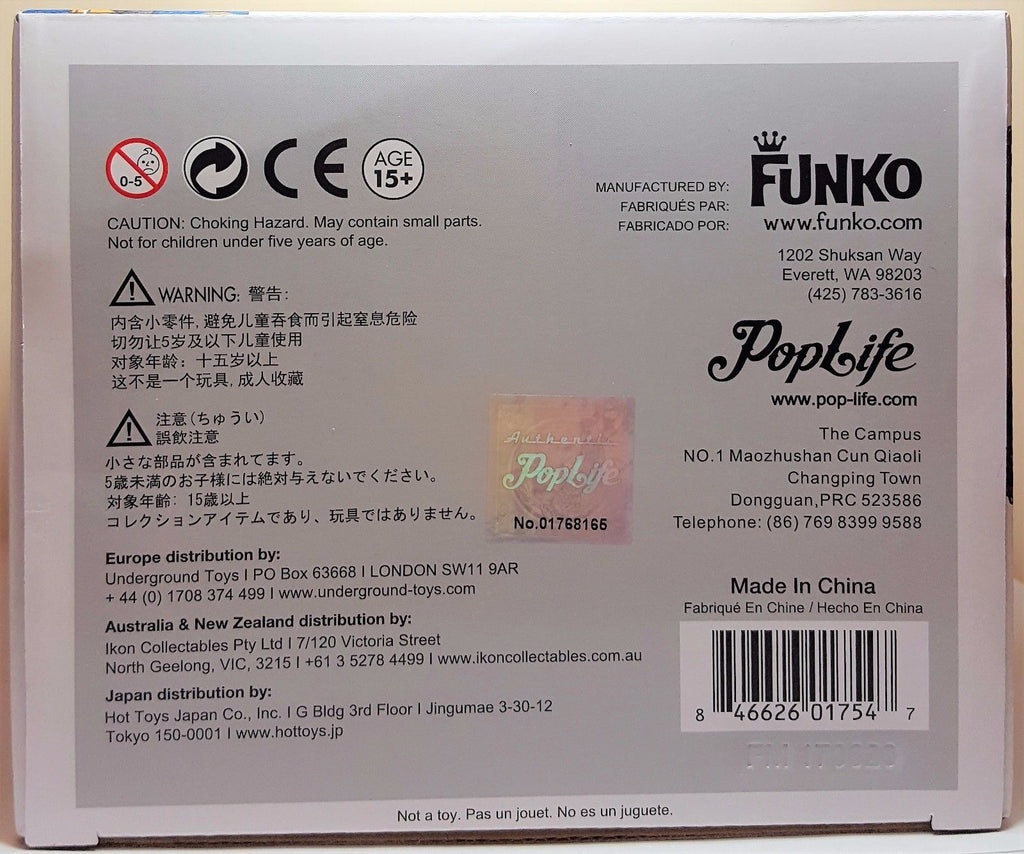 0-5
CE
AGE
15+
CAUTION: Choking Hazard. May contain small parts.
Not for children under five years of age.
WARNING: 警告:
内含小零件, 避免儿童吞食而引起窒息危险
切勿让5岁及以下儿童使用
对象年龄: 十五岁以上
这不是一个玩具, 成人收藏
注意 (ちゅうい)
誤飲注意
小さな部品が含まれてます。
5歳未満のお子様には絶対与えないでください。
対象年齢: 15歳以上
コレクションアイテムであり、玩具ではありません。
Europe distribution by:
Underground Toys I PO Box 63668 I LONDON SW11 9AR
+ 44 (0) 1708 374 499 I www.underground-toys.com
Australia & New Zealand distribution by:
Ikon Collectables Pty Ltd I 7/120 Victoria Street
North Geelong, VIC, 3215 I +61 3 5278 4499 I www.ikoncollectables.com.au
Japan distribution by:
Hot Toys Japan Co., Inc. I G Bldg 3rd Floor I Jingumae 3-30-12
Tokyo 150-0001 I www.hottoys.jp
Authentic
PopLife
No.01768165
MANUFACTURED BY:
FABRIQUÉS PAR:
FABRICADO POR:
FUNKO
www.funko.com
1202 Shuksan Way
Everett, WA 98203
(425) 783-3616
PopLife
www.pop-life.com
The Campus
NO.1 Maozhushan Cun Qiaoli
Changping Town
Dongguan,PRC 523586
Telephone: (86) 769 8399 9588
Made In China
Fabriqué En Chine / Hecho En China
8 46626 01754 7
Not a toy. Pas un jouet. No es un juguete.